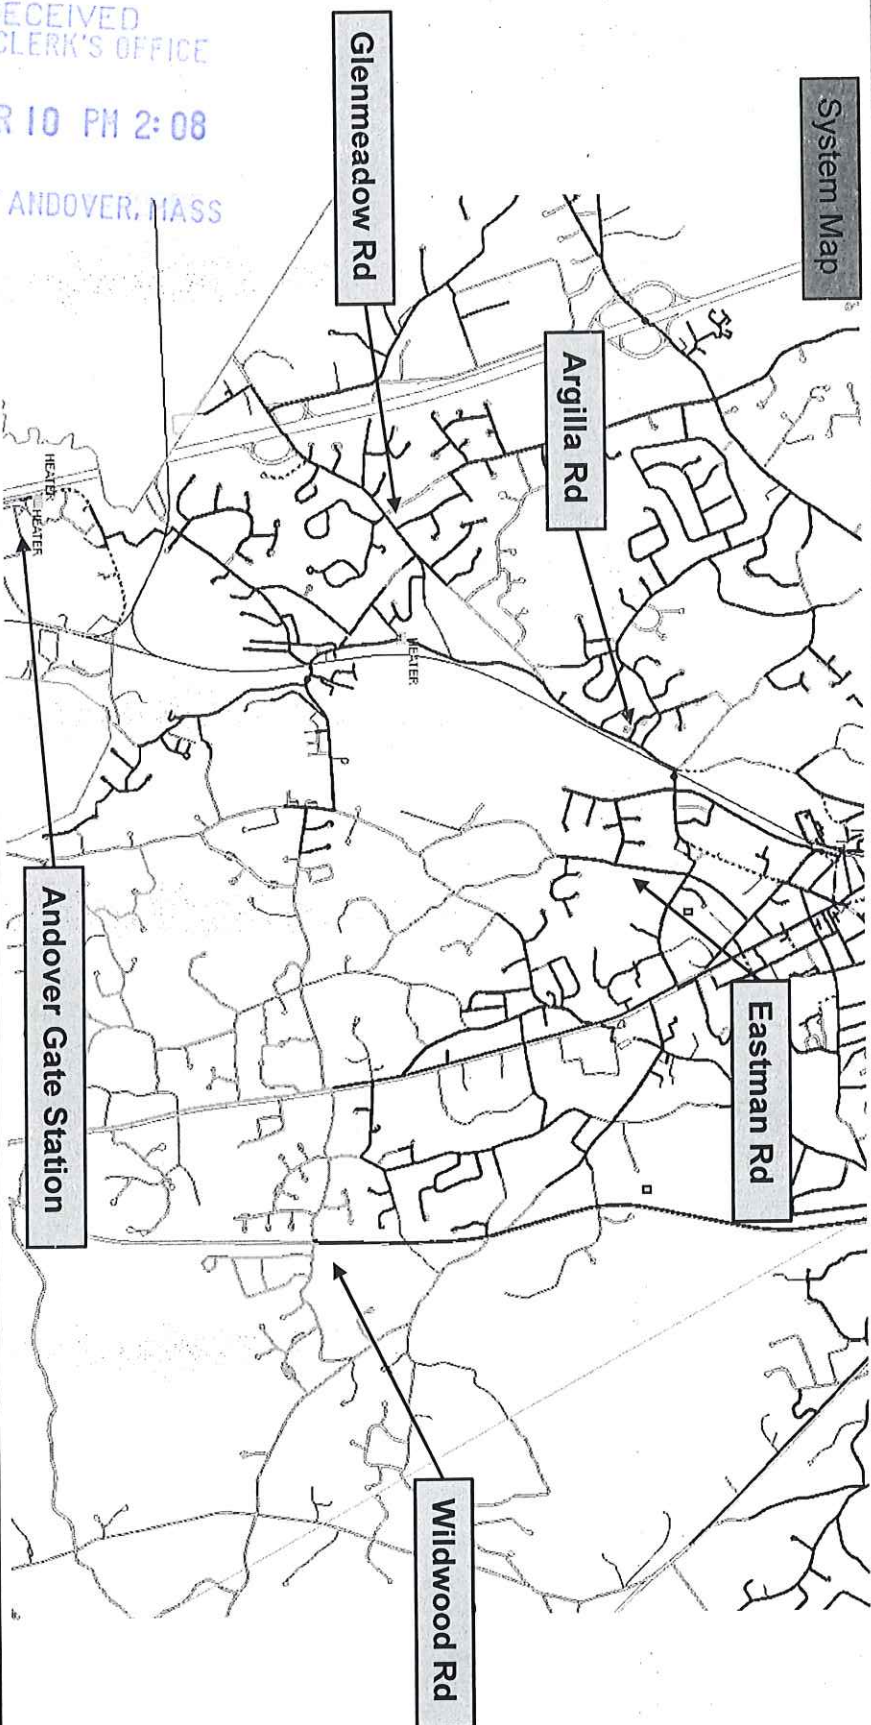 System Map
Glenmeadow Rd
Argilla Rd
Eastman Rd
Wildwood Rd
Andover Gate Station
HEATER
HEATER
HEATER
CLERK'S OFFICE
10 PM 2:08
ANDOVER, MASS